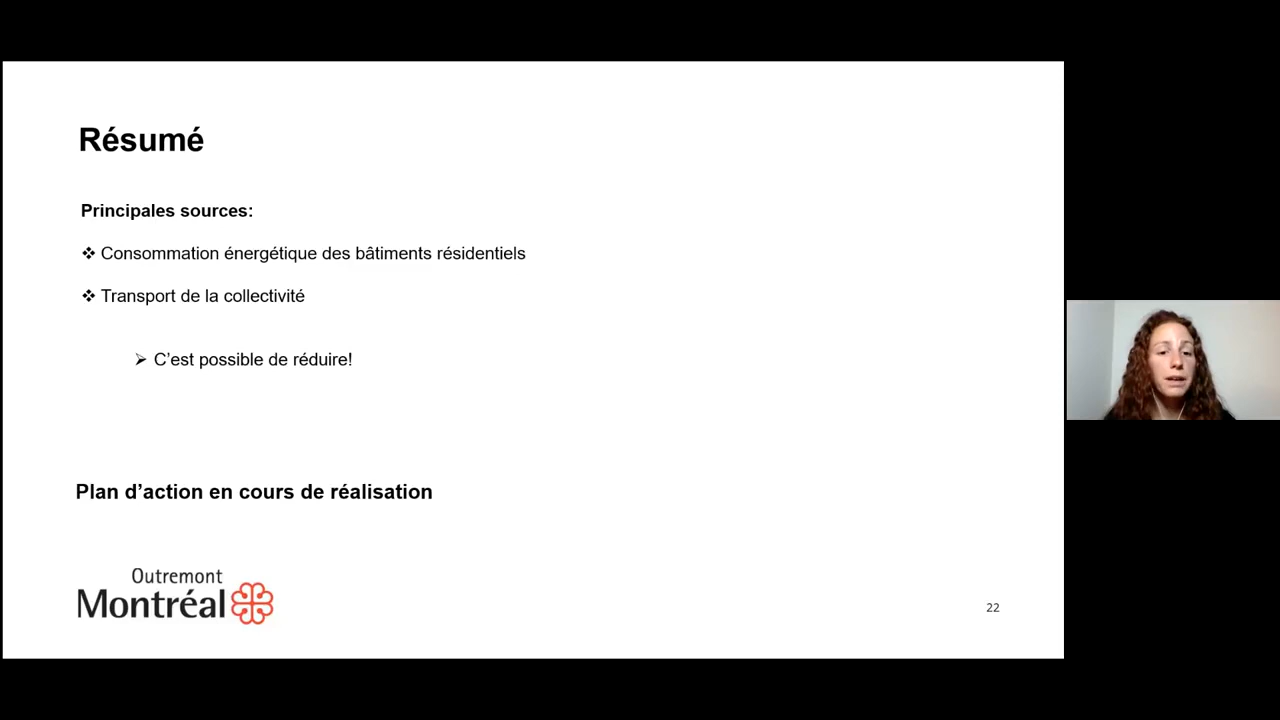 Résumé
Principales sources:
❖ Consommation énergétique des bâtiments résidentiels
❖ Transport de la collectivité
➢ C’est possible de réduire!
Plan d’action en cours de réalisation
Outremont
Montréal
22